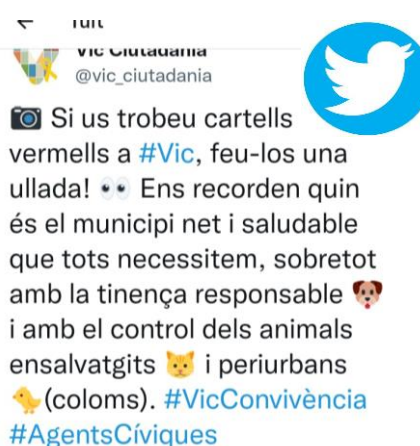 Tuit
Vic Ciutadania
@vic_ciutadania
📷 Si us trobeu cartells
vermells a #Vic, feu-los una
ullada! 👀 Ens recorden quin
és el municipi net i saludable
que tots necessitem, sobretot
amb la tinença responsable 🐶
i amb el control dels animals
ensalvatgits 🐱 i periurbans
🐤(coloms). #VicConvivència
#AgentsCíviques